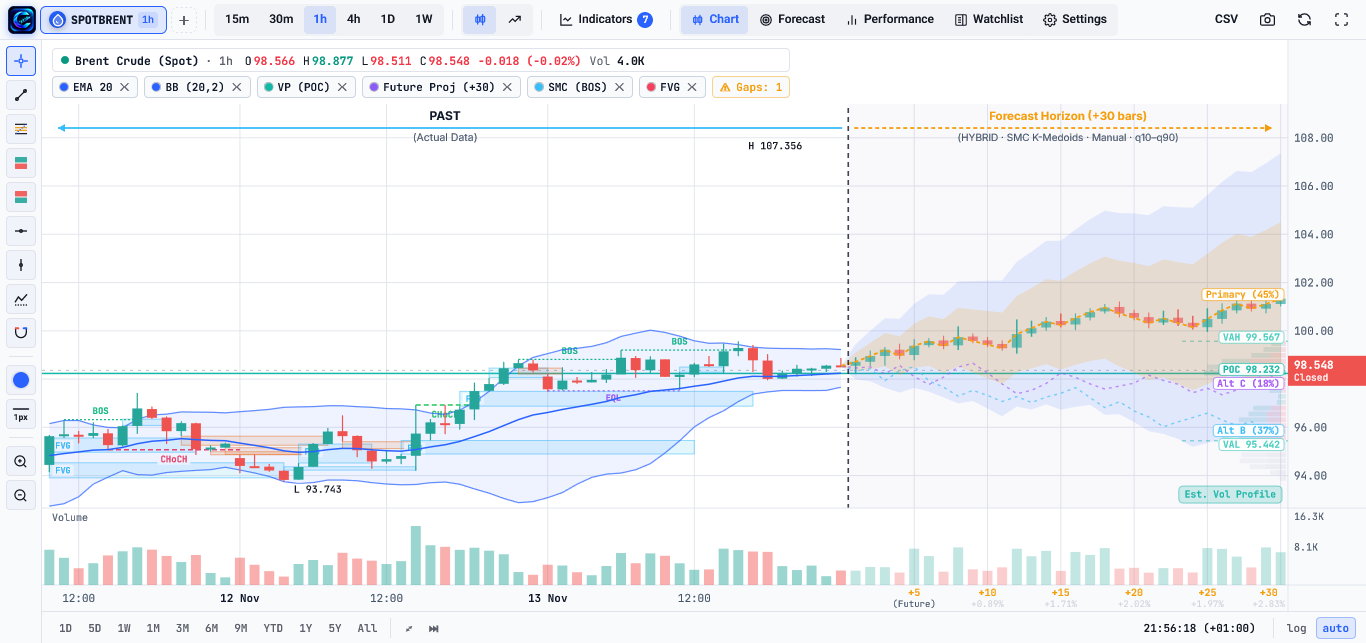 SPOTBRENT 1h
15m 30m 1h 4h 1D 1W Indicators 7 Chart Forecast Performance Watchlist Settings CSV
Brent Crude (Spot) · 1h O98.566 H98.877 L98.511 C98.548 -0.018 (-0.02%) Vol 4.0K
EMA 20 BB (20,2) VP (POC) Future Proj (+30) SMC (BOS) FVG Gaps: 1
PAST
(Actual Data)
Forecast Horizon (+30 bars)
(HYBRID · SMC K-Medoids · Manual · q10-q90)
H 107.356
108.00
106.00
104.00
102.00
Primary (45%)
100.00
VAH 99.567
BOS
BOS
98.548
Closed
POC 98.232
Alt C (18%)
EQL
BOS
CHoCH
96.00
Alt B (37%)
VAL 95.442
FVG
CHoCH
FVG
94.00
L 93.743
Est. Vol Profile
Volume
16.3K
8.1K
12:00 12 Nov 12:00 13 Nov 12:00
+5 +10 +15 +20 +25 +30
(Future) +0.89% +1.71% +2.02% +1.97% +2.83%
1px
1D 5D 1W 1M 3M 6M 9M YTD 1Y 5Y All
21:56:18 (+01:00) log auto